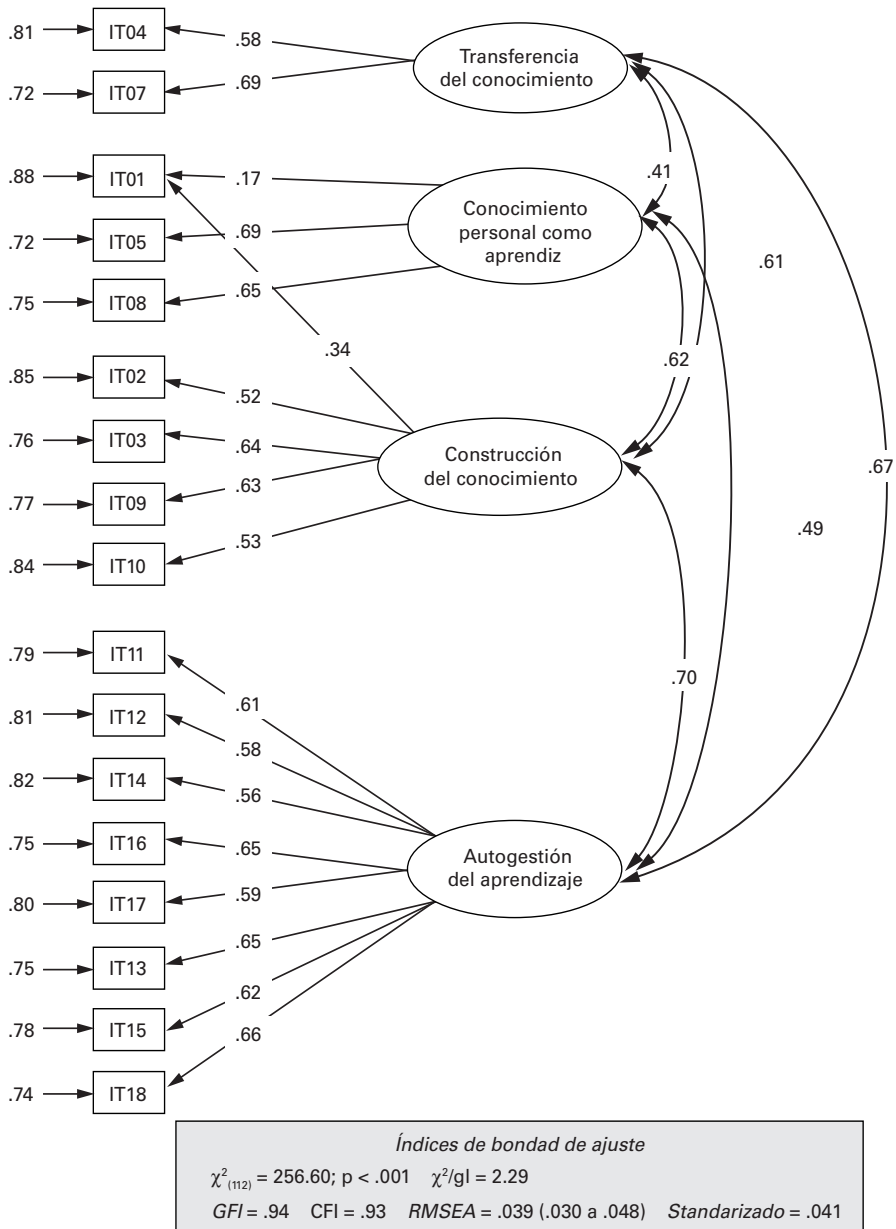 .81 IT04 .58
Transferencia
del conocimiento
.72 IT07 .69
.88 IT01 .17
.41
Conocimiento
personal como
aprendiz
.72 IT05 .69
.61
.75 IT08 .65
.34
.62
.85 IT02 .52
.76 IT03 .64
Construcción
del conocimiento
.67
.77 IT09 .63
.49
.84 IT10 .53
.79 IT11 .61
.70
.81 IT12 .58
.82 IT14 .56
.75 IT16 .65
Autogestión
del aprendizaje
.80 IT17 .59
.75 IT13 .65
.78 IT15 .62
.74 IT18 .66
Índices de bondad de ajuste
χ²₍₁₁₂₎ = 256.60; p < .001 χ²/gl = 2.29
GFI = .94 CFI = .93 RMSEA = .039 (.030 a .048) Standarizado = .041